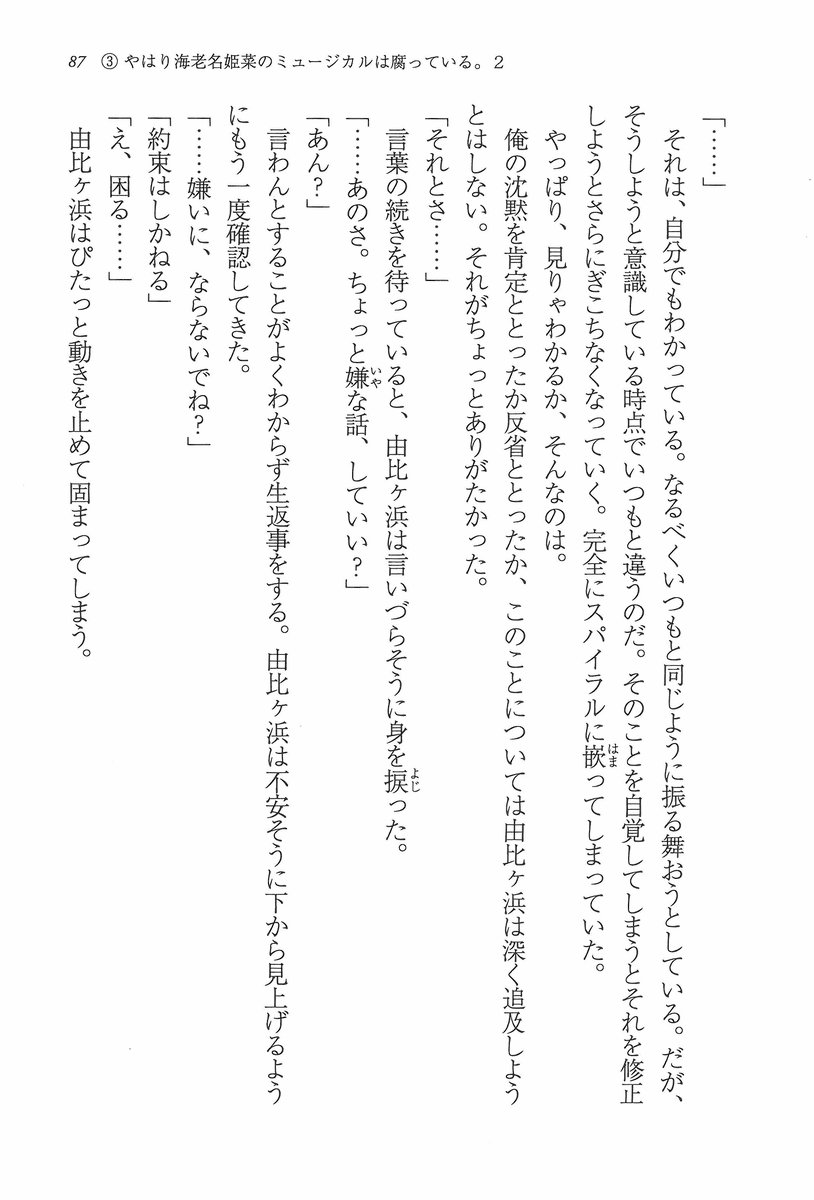 87 ③ やはり海老名姫菜のミュージカルは腐っている。2
「……」
　それは、自分でもわかっている。なるべくいつもと同じように振る舞おうとしている。だが、
そうしようと意識している時点でいつもと違うのだ。そのことを自覚してしまうとそれを修正
しようとさらにぎこちなくなっていく。完全にスパイラルに嵌はまってしまっていた。
　やっぱり、見りゃわかるか、そんなのは。
　俺の沈黙を肯定ととったか反省ととったか、このことについては由比ヶ浜は深く追及しよう
とはしない。それがちょっとありがたかった。
「それとさ……」
　言葉の続きを待っていると、由比ヶ浜は言いづらそうに身を捩よじった。
「……あのさ。ちょっと嫌いやな話、していい？」
「あん？」
　言わんとすることがよくわからず生返事をする。由比ヶ浜は不安そうに下から見上げるよう
にもう一度確認してきた。
「……嫌いに、ならないでね？」
「約束はしかねる」
「え、困る……」
　由比ヶ浜はぴたっと動きを止めて固まってしまう。